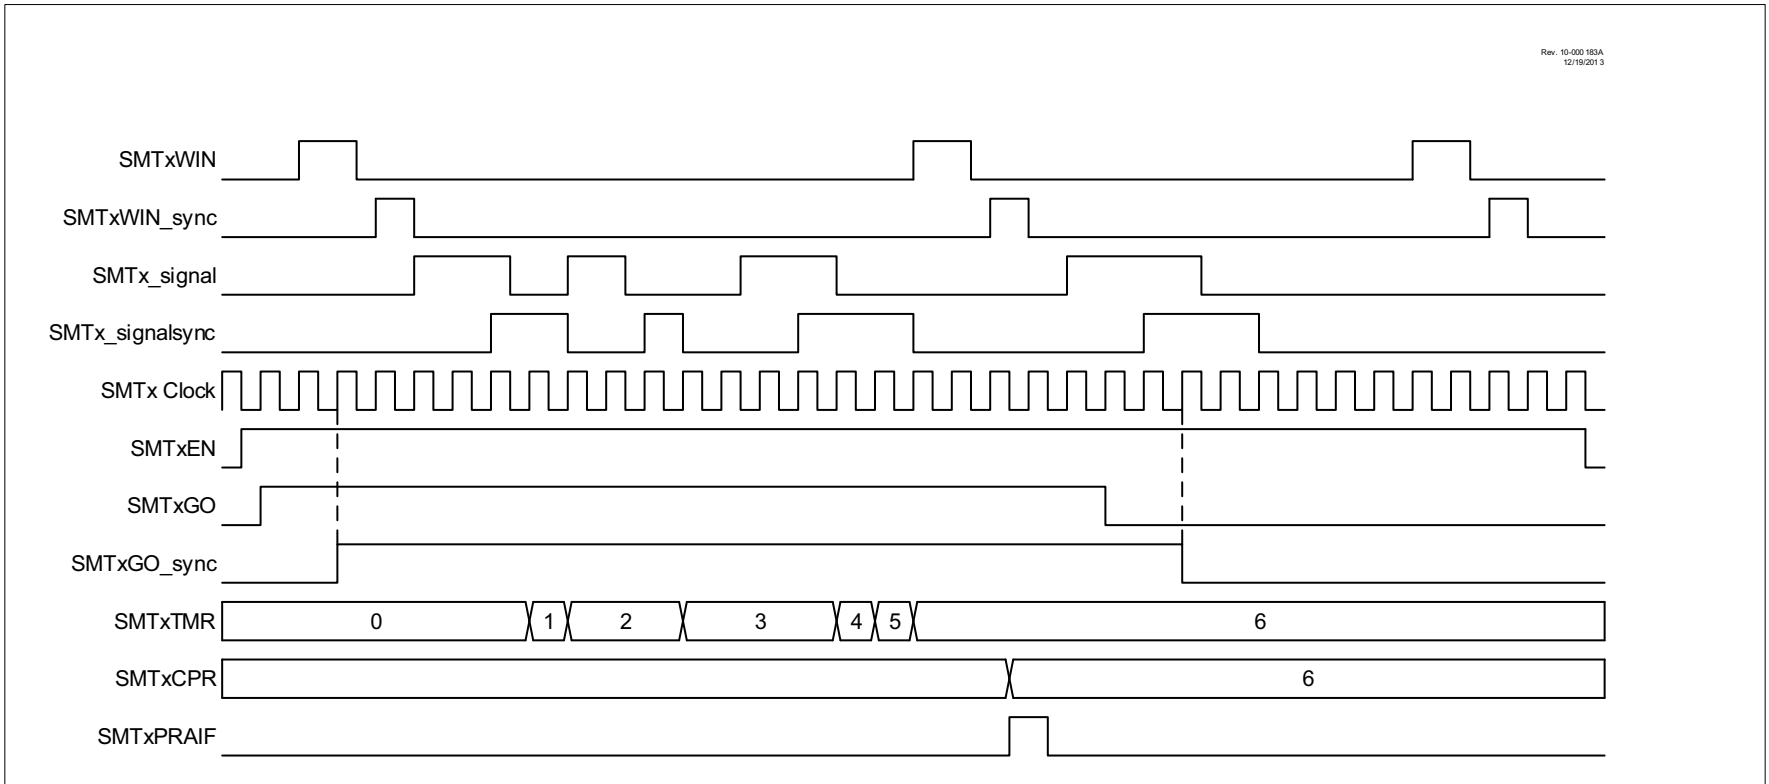 Rev. 10-000 183A
12/19/201 3
SMTxWIN
SMTxWIN_sync
SMTx_signal
SMTx_signalsync
SMTx Clock
SMTxEN
SMTxGO
SMTxGO_sync
SMTxTMR 0 1 2 3 4 5 6
SMTxCPR 6
SMTxPRAIF